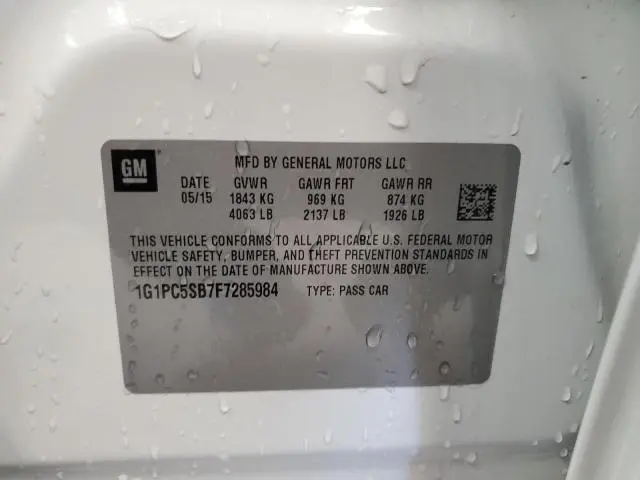 GM
MFD BY GENERAL MOTORS LLC
DATE GVWR GAWR FRT GAWR RR
05/15 1843 KG 969 KG 874 KG
4063 LB 2137 LB 1926 LB
THIS VEHICLE CONFORMS TO ALL APPLICABLE U.S. FEDERAL MOTOR
VEHICLE SAFETY, BUMPER, AND THEFT PREVENTION STANDARDS IN
EFFECT ON THE DATE OF MANUFACTURE SHOWN ABOVE.
1G1PC5SB7F7285984 TYPE: PASS CAR